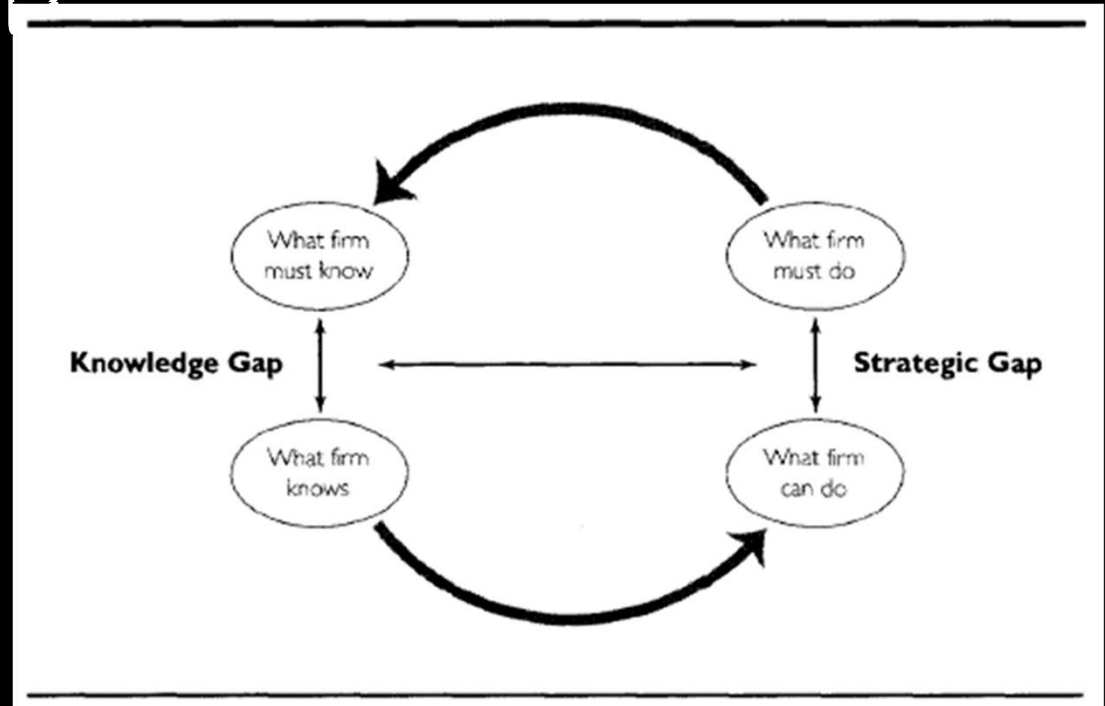 What firm
must know
What firm
must do
Knowledge Gap
Strategic Gap
What firm
knows
What firm
can do